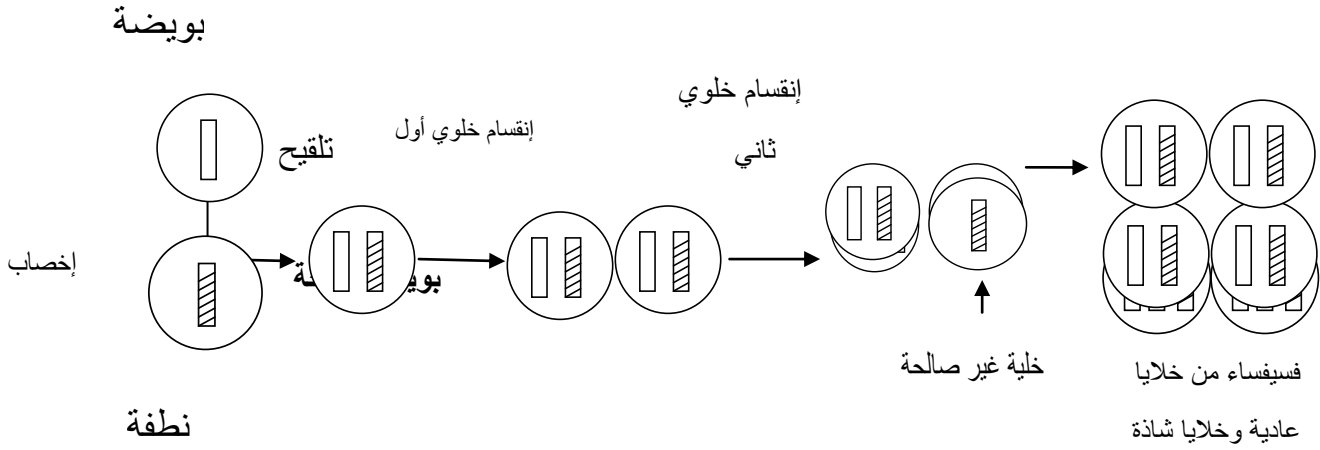 بويضة
إنقسام خلوي
ثاني
إنقسام خلوي أول
تلقيح
إخصاب
خلية غير صالحة
فسيفساء من خلايا
عادية وخلايا شاذة
نطفة